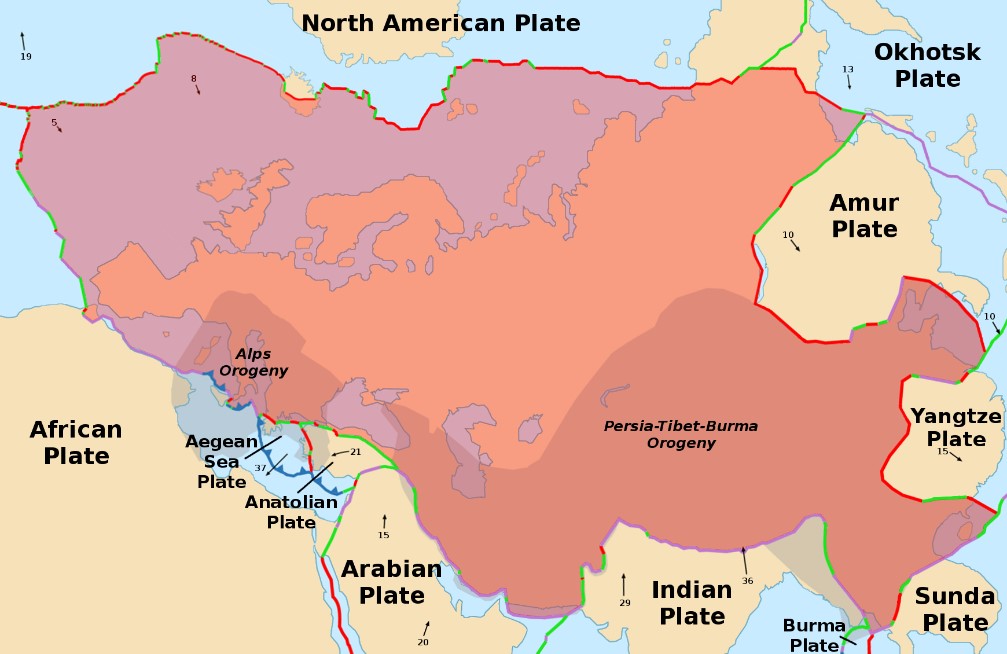 North American Plate
Okhotsk
Plate
19
8
13
5
Amur
Plate
10
10
Alps
Orogeny
African
Plate
Aegean
Sea
Plate
37
21
Anatolian
Plate
Persia-Tibet-Burma
Orogeny
Yangtze
Plate
15
15
Arabian
Plate
20
Indian
Plate
29
36
Burma
Plate
Sunda
Plate